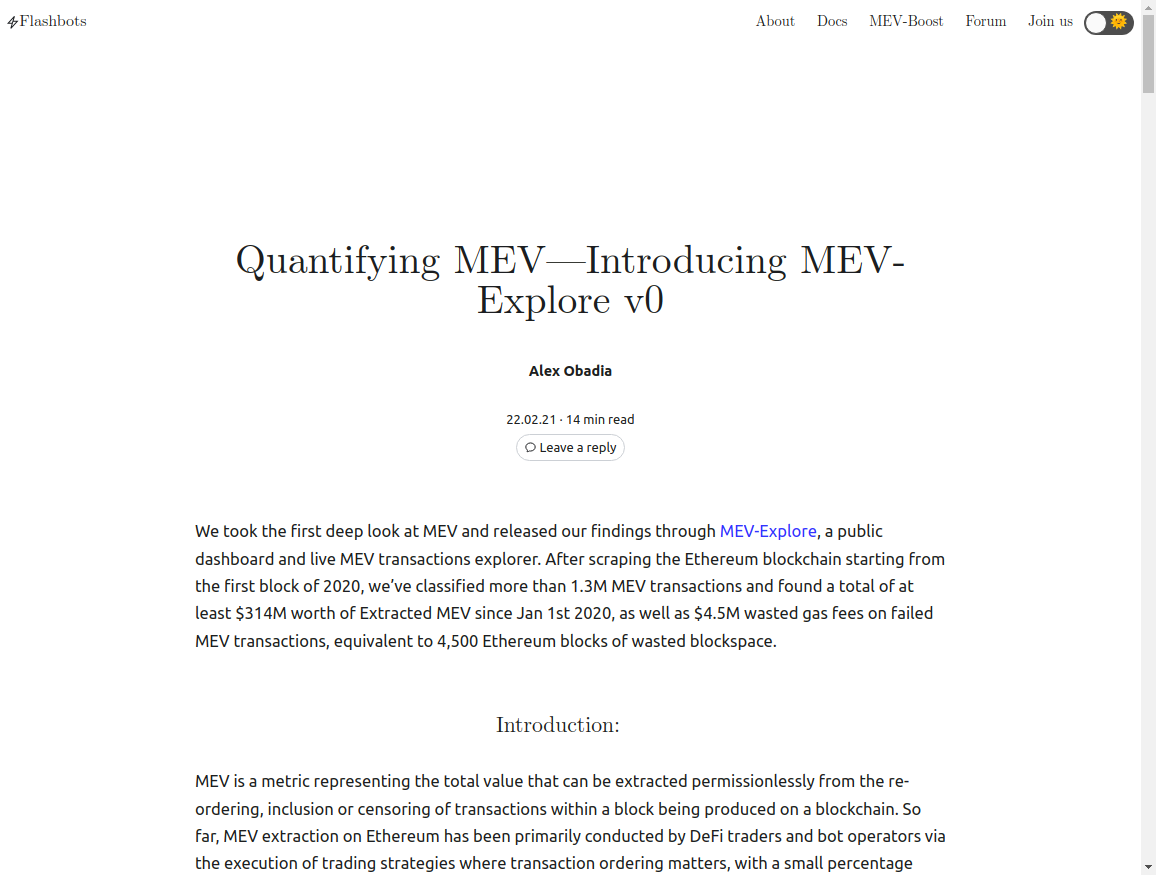 Flashbots
About Docs MEV-Boost Forum Join us
Quantifying MEV—Introducing MEV-
Explore v0
Alex Obadia
22.02.21 · 14 min read
Leave a reply
We took the first deep look at MEV and released our findings through MEV-Explore, a public
dashboard and live MEV transactions explorer. After scraping the Ethereum blockchain starting from
the first block of 2020, we’ve classified more than 1.3M MEV transactions and found a total of at
least $314M worth of Extracted MEV since Jan 1st 2020, as well as $4.5M wasted gas fees on failed
MEV transactions, equivalent to 4,500 Ethereum blocks of wasted blockspace.
Introduction:
MEV is a metric representing the total value that can be extracted permissionlessly from the re-
ordering, inclusion or censoring of transactions within a block being produced on a blockchain. So
far, MEV extraction on Ethereum has been primarily conducted by DeFi traders and bot operators via
the execution of trading strategies where transaction ordering matters, with a small percentage